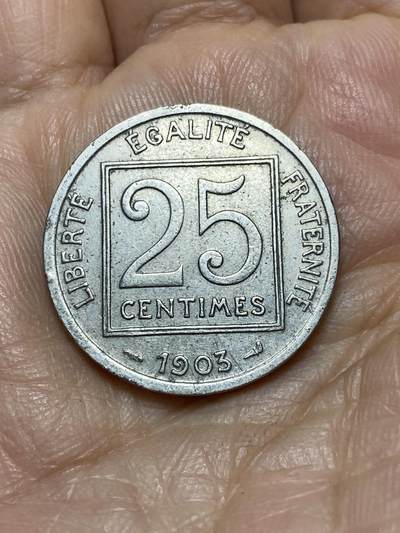 LIBERTÉ
ÉGALITÉ
FRATERNITÉ
25
CENTIMES
1903